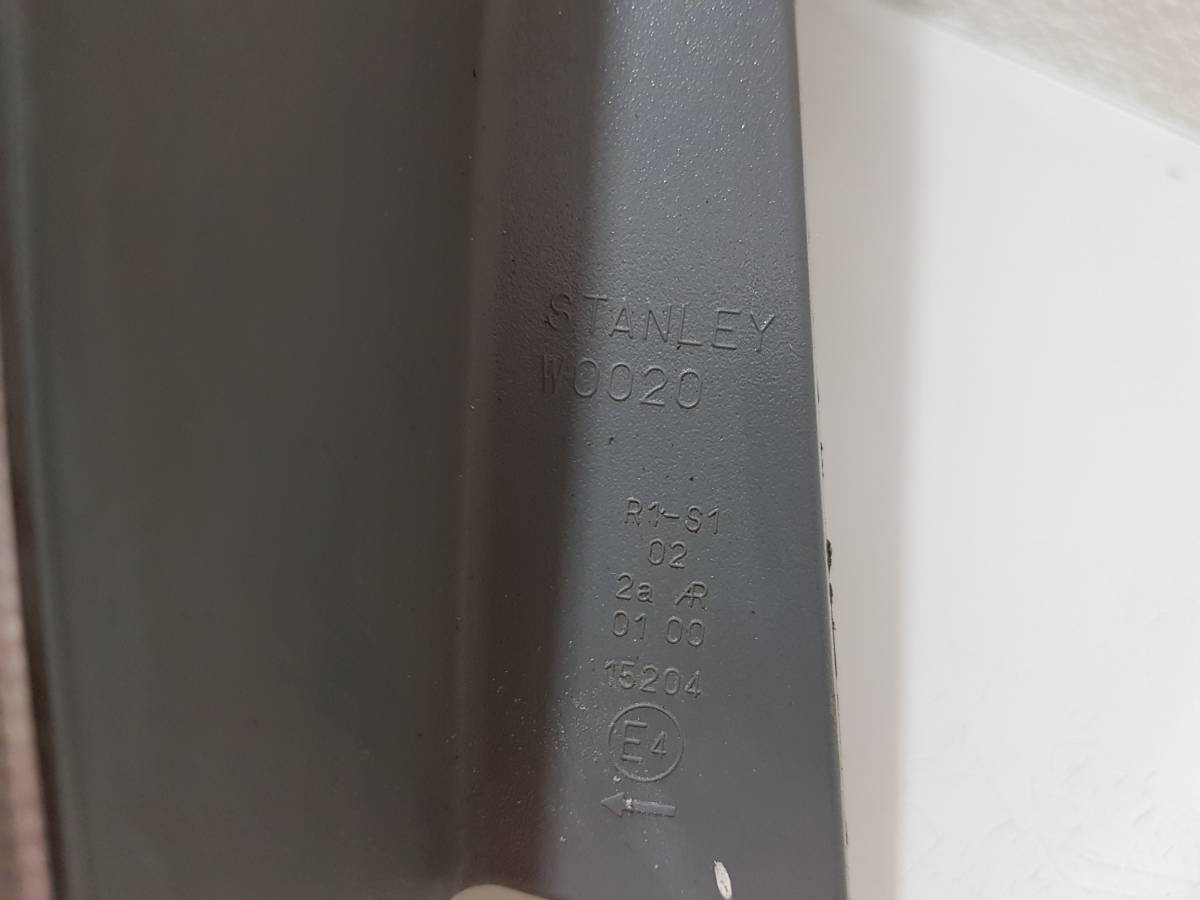 STANLEY
W0020
R1-S1
02
2a AR
01 00
15204
E4